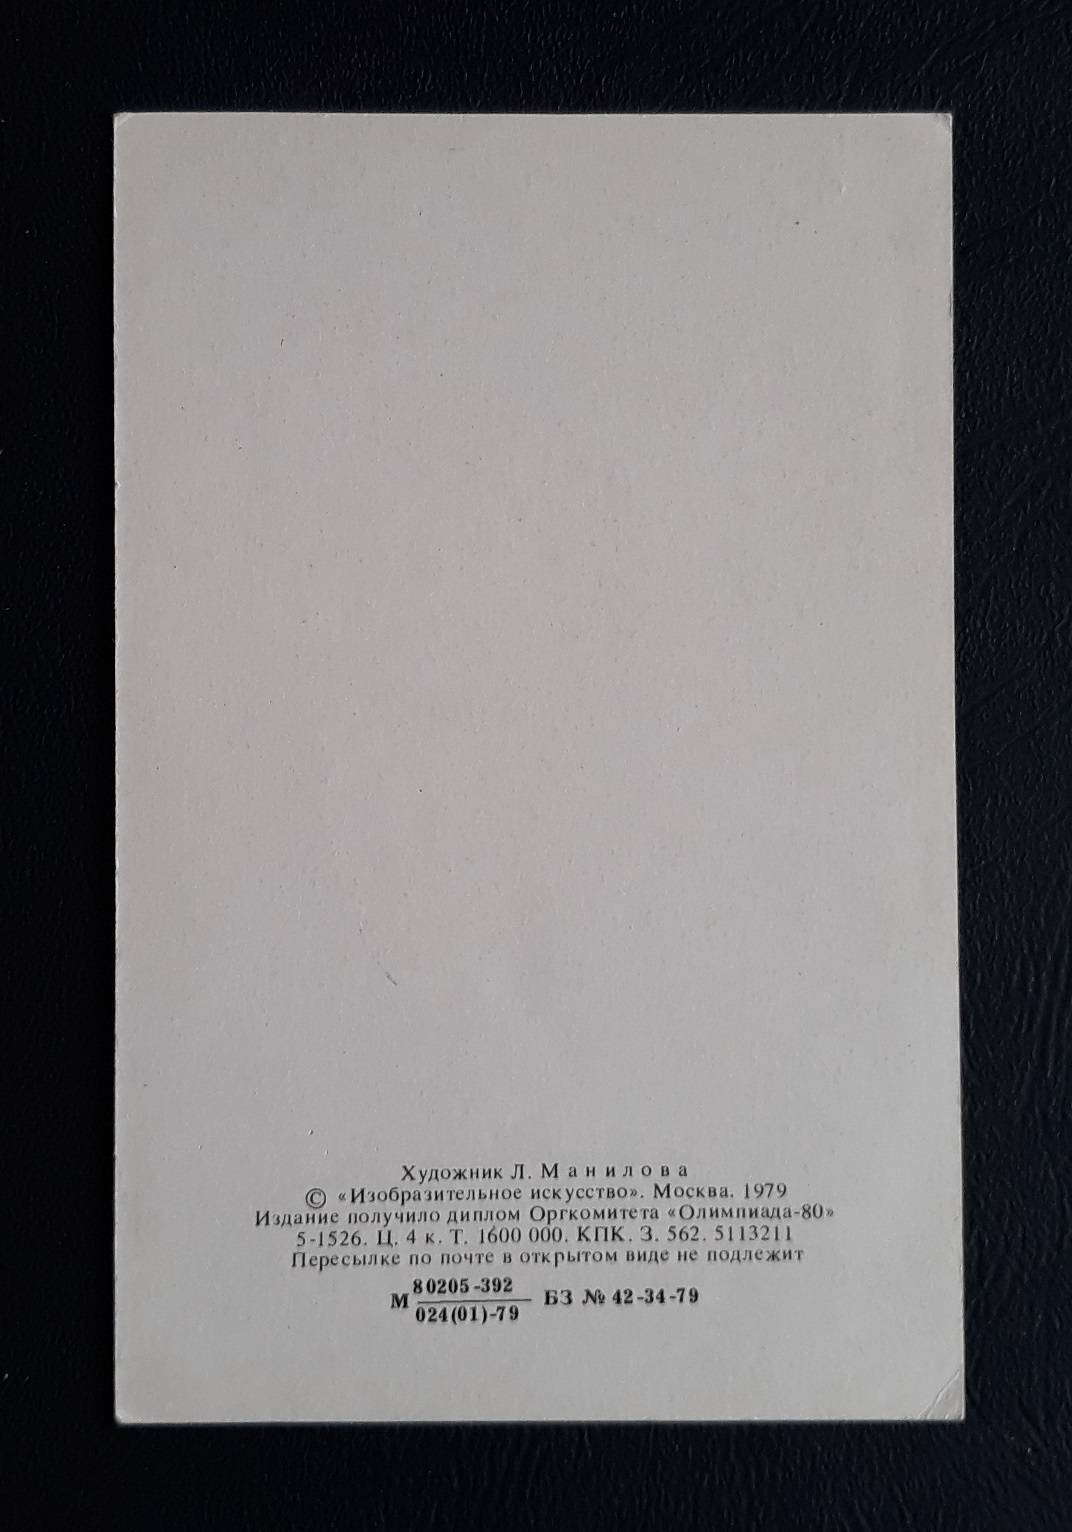 Художник Л. Манилова
© «Изобразительное искусство». Москва. 1979
Издание получило диплом Оргкомитета «Олимпиада-80»
5-1526. Ц. 4 к. Т. 1600 000. КПК. З. 562. 5113211
Пересылке по почте в открытом виде не подлежит
М 80205-392 БЗ № 42-34-79
024(01)-79